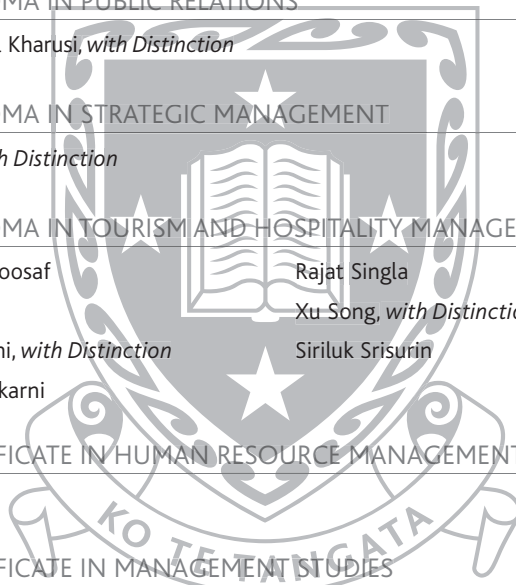 MA IN PUBLIC RELATIONS
Kharusi, with Distinction
MA IN STRATEGIC MANAGEMENT
h Distinction
MA IN TOURISM AND HOSPITALITY MANAGE
oosaf
Rajat Singla
Xu Song, with Distinctio
ni, with Distinction
Siriluk Srisurin
karni
FICATE IN HUMAN RESOURCE MANAGEMENT
KO TE TANGATA
FICATE IN MANAGEMENT STUDIES